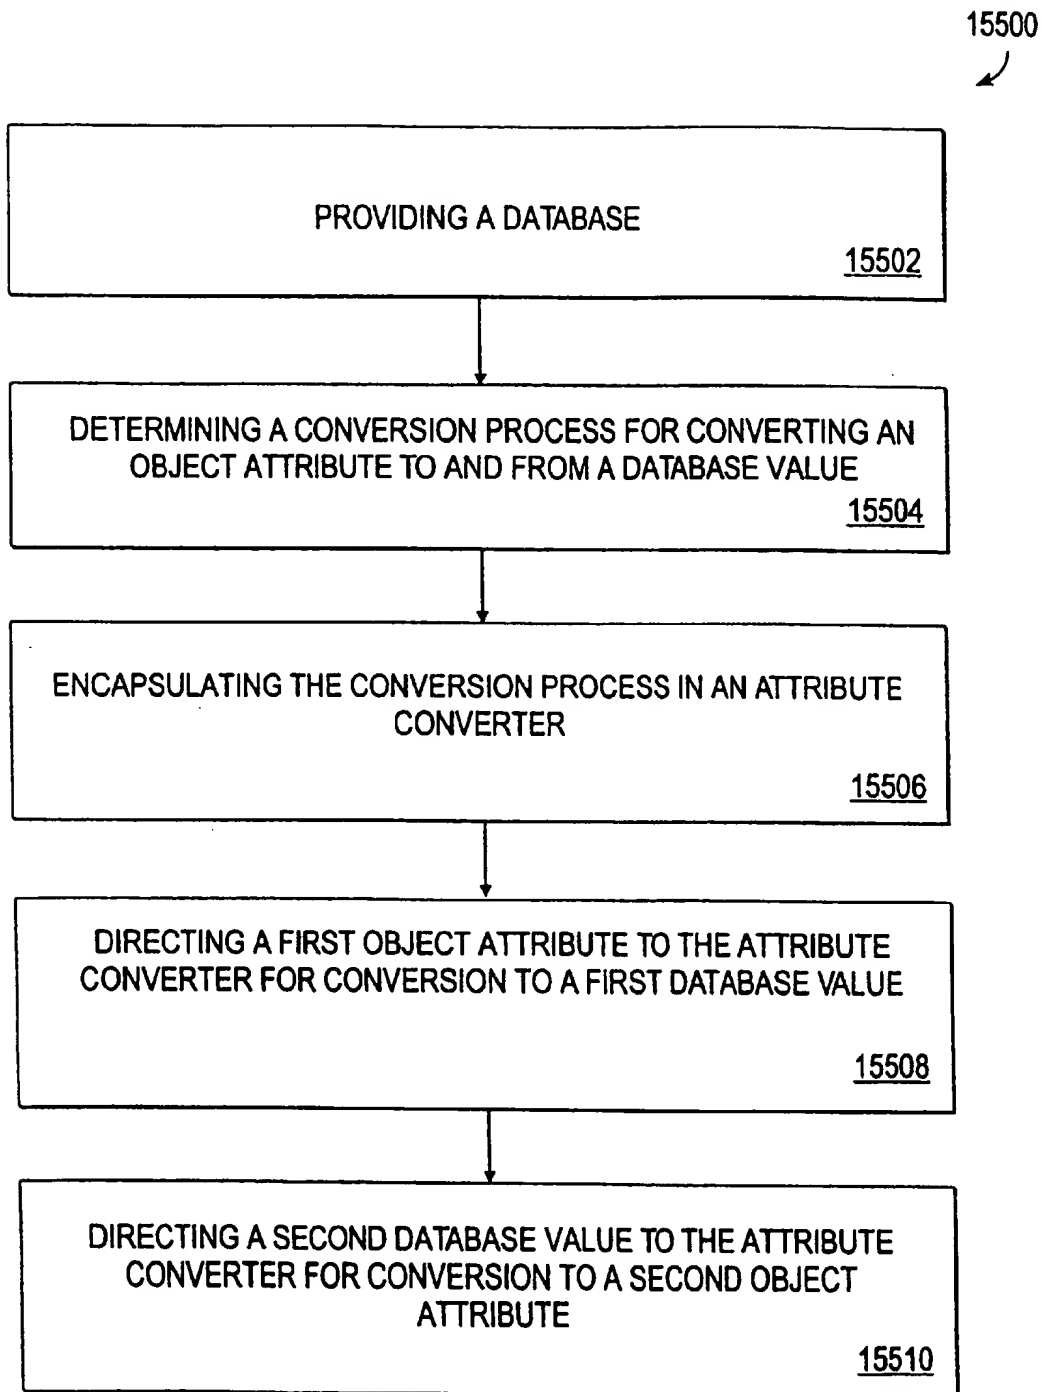 15500
PROVIDING A DATABASE
15502
DETERMINING A CONVERSION PROCESS FOR CONVERTING AN
OBJECT ATTRIBUTE TO AND FROM A DATABASE VALUE
15504
ENCAPSULATING THE CONVERSION PROCESS IN AN ATTRIBUTE
CONVERTER
15506
DIRECTING A FIRST OBJECT ATTRIBUTE TO THE ATTRIBUTE
CONVERTER FOR CONVERSION TO A FIRST DATABASE VALUE
15508
DIRECTING A SECOND DATABASE VALUE TO THE ATTRIBUTE
CONVERTER FOR CONVERSION TO A SECOND OBJECT
ATTRIBUTE
15510